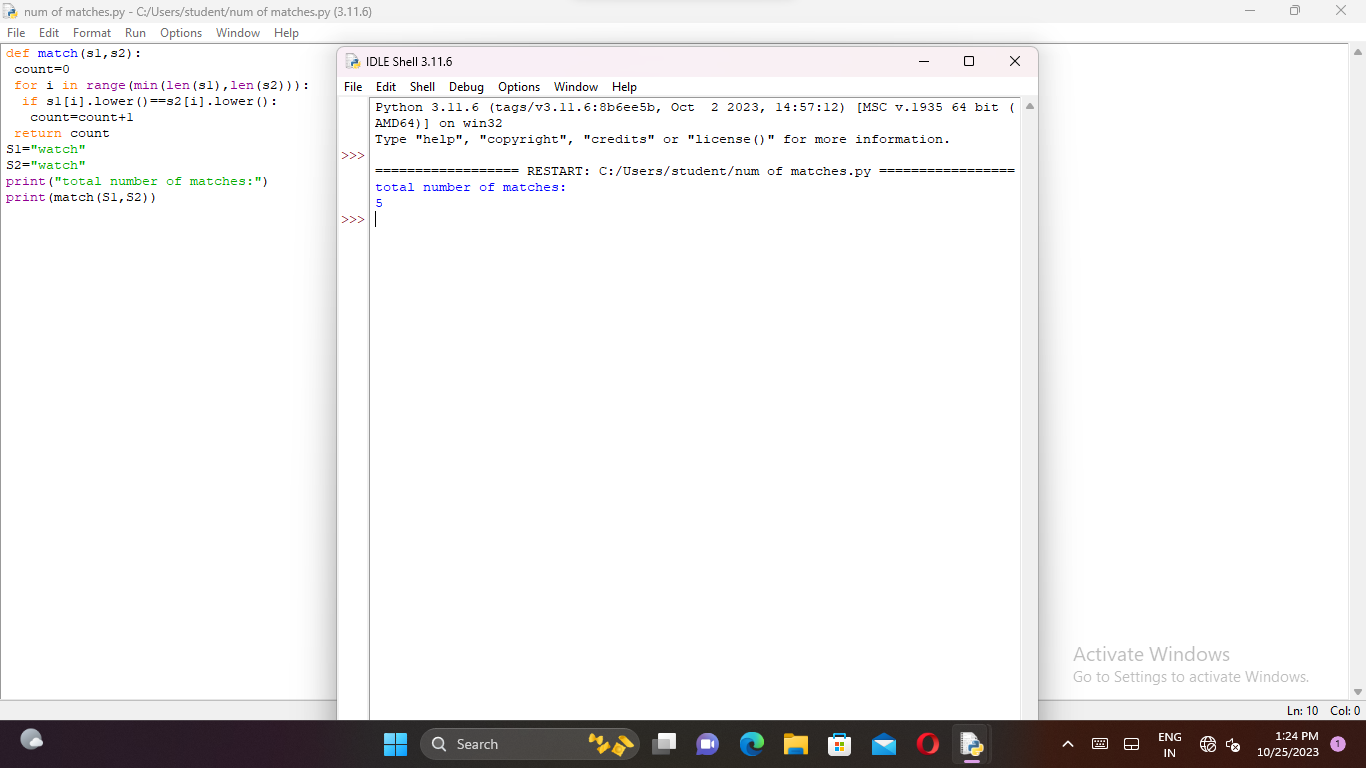 num of matches.py - C:/Users/student/num of matches.py (3.11.6)
File Edit Format Run Options Window Help
def match(s1,s2):
 count=0
 for i in range(min(len(s1),len(s2))):
  if s1[i].lower()==s2[i].lower():
   count=count+1
 return count
S1="watch"
S2="watch"
print("total number of matches:")
print(match(S1,S2))
IDLE Shell 3.11.6
File Edit Shell Debug Options Window Help
Python 3.11.6 (tags/v3.11.6:8b6ee5b, Oct  2 2023, 14:57:12) [MSC v.1935 64 bit (
AMD64)] on win32
Type "help", "copyright", "credits" or "license()" for more information.
>>>
================== RESTART: C:/Users/student/num of matches.py =================
total number of matches:
5
>>>
Activate Windows
Go to Settings to activate Windows.
Ln: 10 Col: 0
Search
ENG
IN
1:24 PM
10/25/2023
1